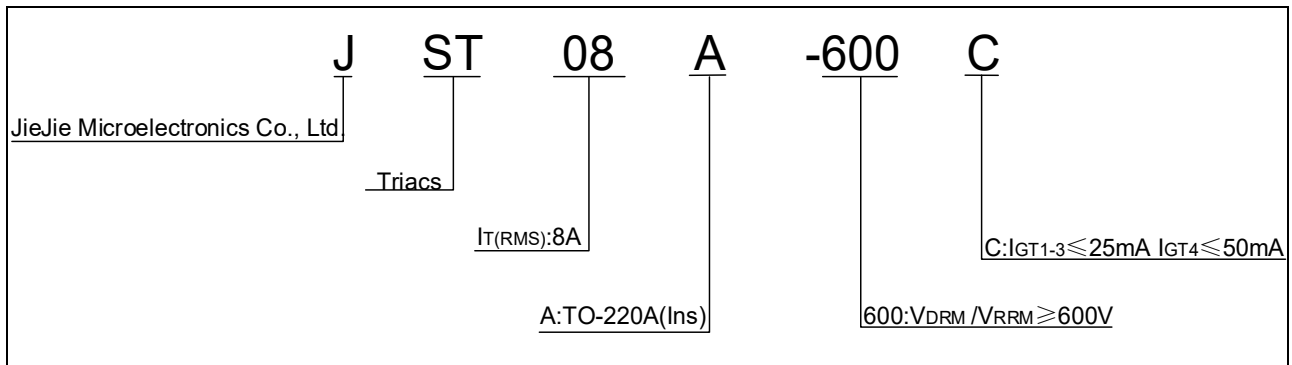 J ST 08 A -600 C
JieJie Microelectronics Co., Ltd.
Triacs
IT(RMS):8A
C:IGT1-3≤25mA IGT4≤50mA
A:TO-220A(Ins)
600:VDRM /VRRM≥600V